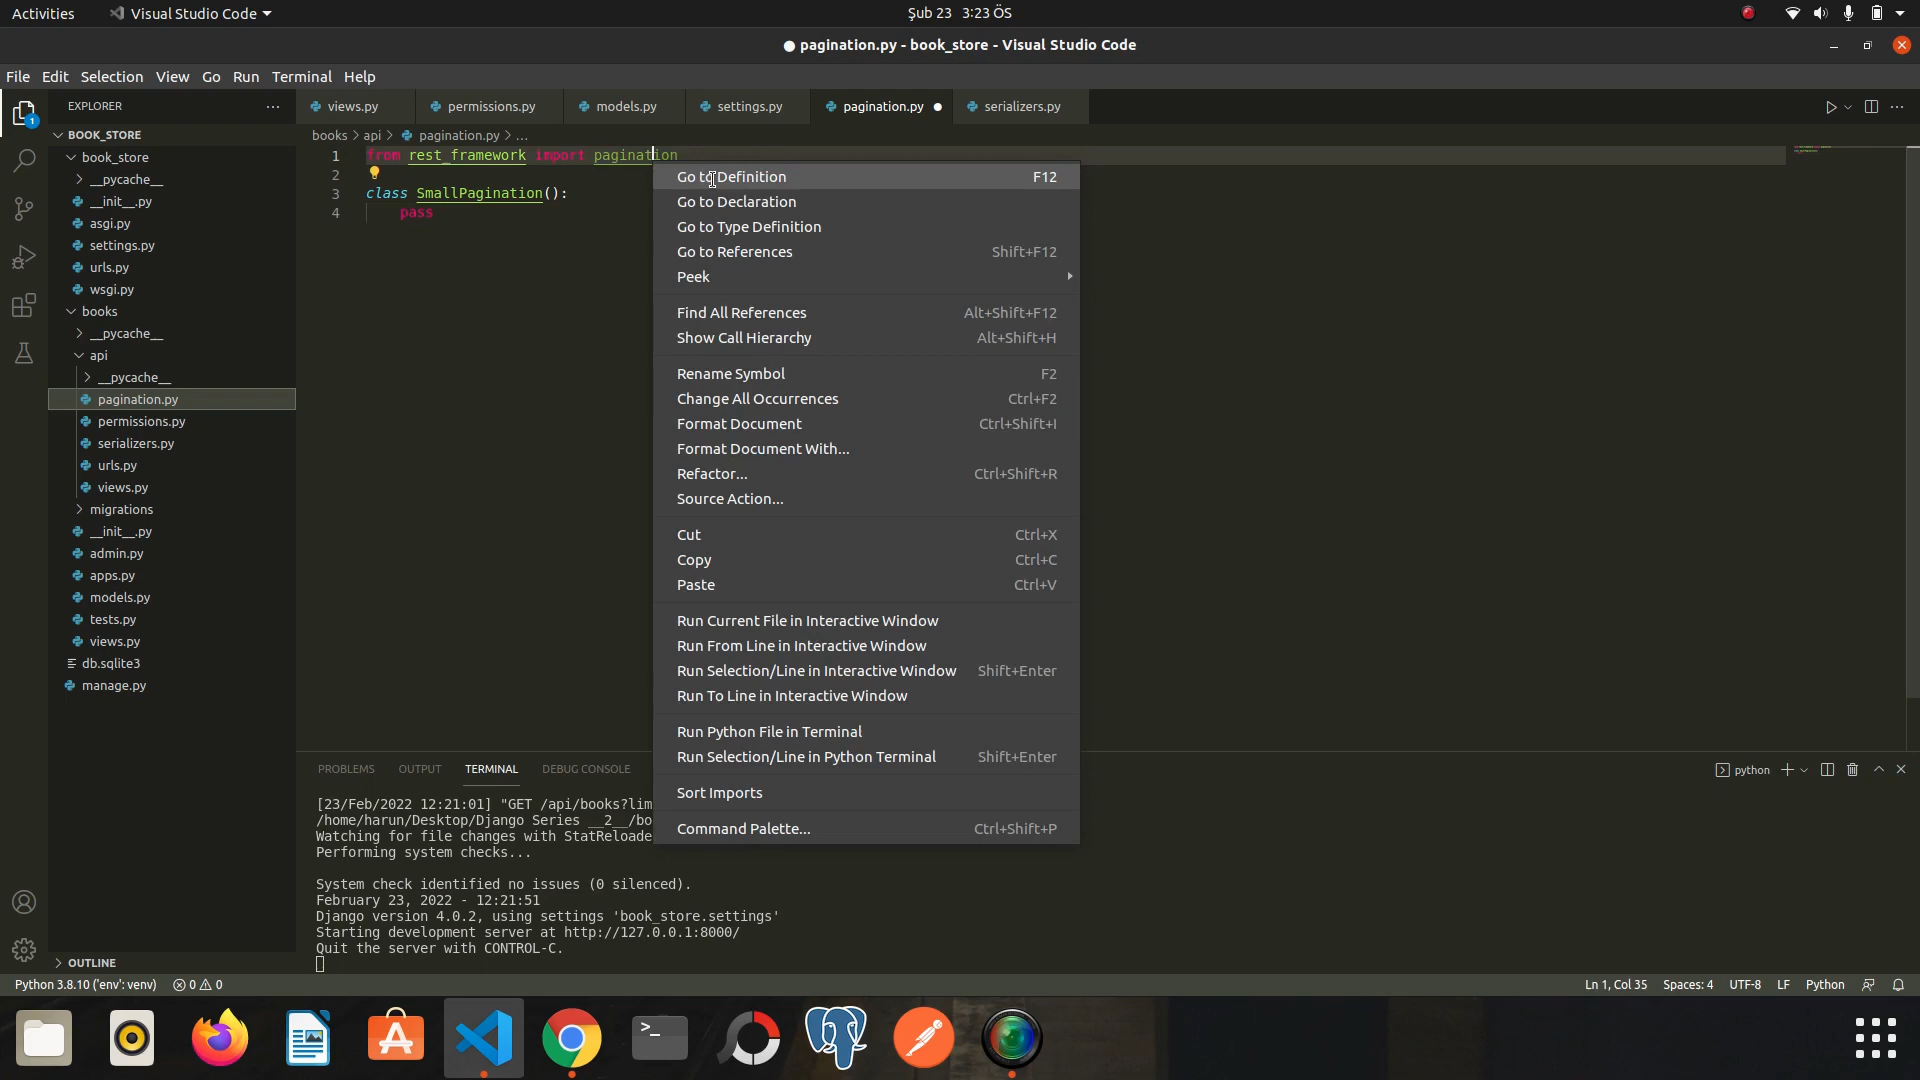 Activities
Visual Studio Code
Şub 23 3:23 ÖS
● pagination.py - book_store - Visual Studio Code
File Edit Selection View Go Run Terminal Help
EXPLORER
views.py
permissions.py
models.py
settings.py
pagination.py ●
serializers.py
BOOK_STORE
books > api > pagination.py > ...
book_store
__pycache__
__init__.py
asgi.py
settings.py
urls.py
wsgi.py
books
__pycache__
api
__pycache__
pagination.py
permissions.py
serializers.py
urls.py
views.py
migrations
__init__.py
admin.py
apps.py
models.py
tests.py
views.py
db.sqlite3
manage.py
OUTLINE
1 from rest_framework import pagination
2
3 class SmallPagination():
4 pass
Go to Definition F12
Go to Declaration
Go to Type Definition
Go to References Shift+F12
Peek
Find All References Alt+Shift+F12
Show Call Hierarchy Alt+Shift+H
Rename Symbol F2
Change All Occurrences Ctrl+F2
Format Document Ctrl+Shift+I
Format Document With...
Refactor... Ctrl+Shift+R
Source Action...
Cut Ctrl+X
Copy Ctrl+C
Paste Ctrl+V
Run Current File in Interactive Window
Run From Line in Interactive Window
Run Selection/Line in Interactive Window Shift+Enter
Run To Line in Interactive Window
Run Python File in Terminal
Run Selection/Line in Python Terminal Shift+Enter
Sort Imports
Command Palette... Ctrl+Shift+P
PROBLEMS OUTPUT TERMINAL DEBUG CONSOLE
python
[23/Feb/2022 12:21:01] "GET /api/books?lim
/home/harun/Desktop/Django Series __2__/bo
Watching for file changes with StatReloade
Performing system checks...
System check identified no issues (0 silenced).
February 23, 2022 - 12:21:51
Django version 4.0.2, using settings 'book_store.settings'
Starting development server at http://127.0.0.1:8000/
Quit the server with CONTROL-C.
Python 3.8.10 ('env': venv) 0 0
Ln 1, Col 35 Spaces: 4 UTF-8 LF Python